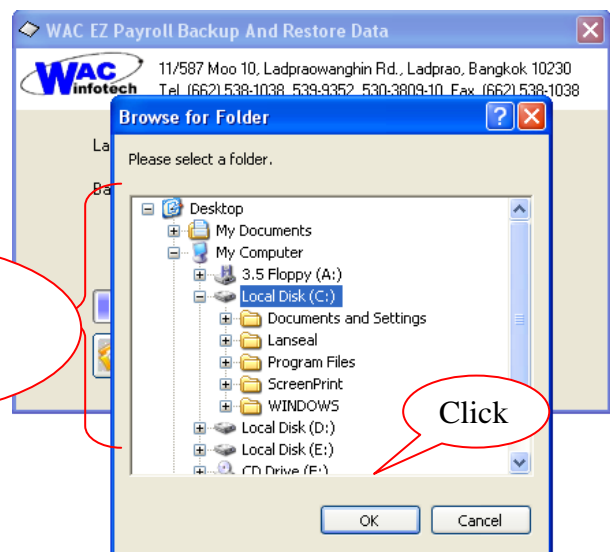 WAC EZ Payroll Backup And Restore Data
WAC
infotech
11/587 Moo 10, Ladpraowanghin Rd., Ladprao, Bangkok 10230
Tel. (662) 538-1038, 539-9352, 530-3809-10, Fax. (662) 538-1038
Browse for Folder
La
Please select a folder.
Ba
Desktop
My Documents
My Computer
3.5 Floppy (A:)
Local Disk (C:)
Documents and Settings
Lanseal
Program Files
ScreenPrint
WINDOWS
Click
Local Disk (D:)
Local Disk (E:)
CD Drive (F:)
OK
Cancel